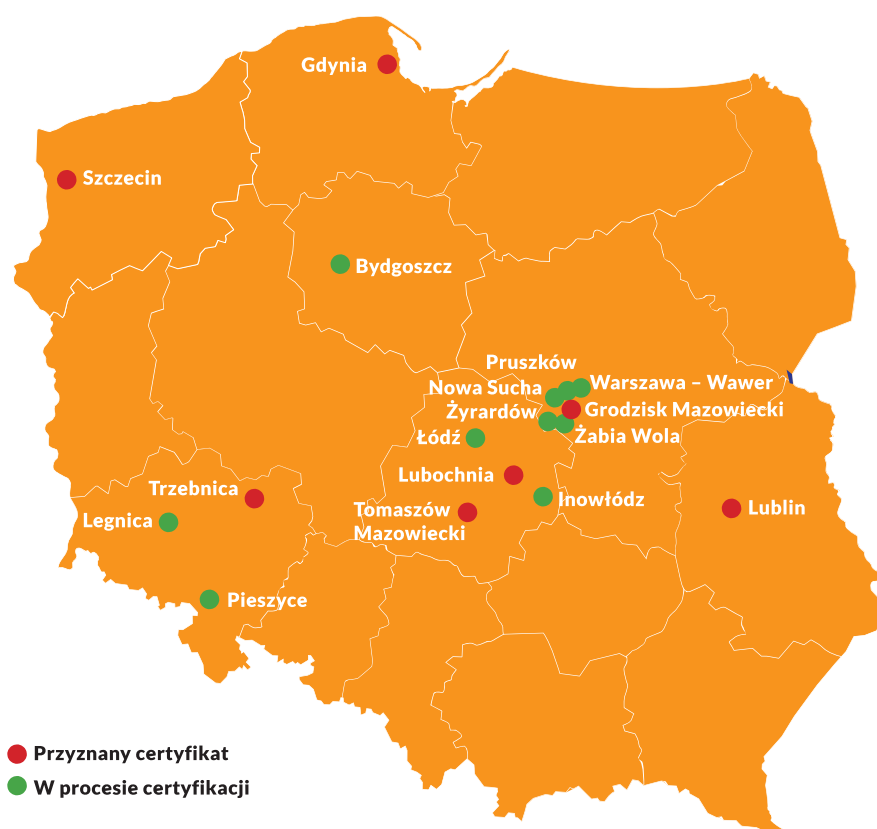 Gdynia
Szczecin
Bydgoszcz
Pruszków
Warszawa – Wawer
Nowa Sucha
Grodzisk Mazowiecki
Żyrardów
Żabia Wola
Łódź
Lubochnia
Trzebnica
Inowłódz
Tomaszów
Mazowiecki
Lublin
Legnica
Pieszyce
Przyznany certyfikat
W procesie certyfikacji